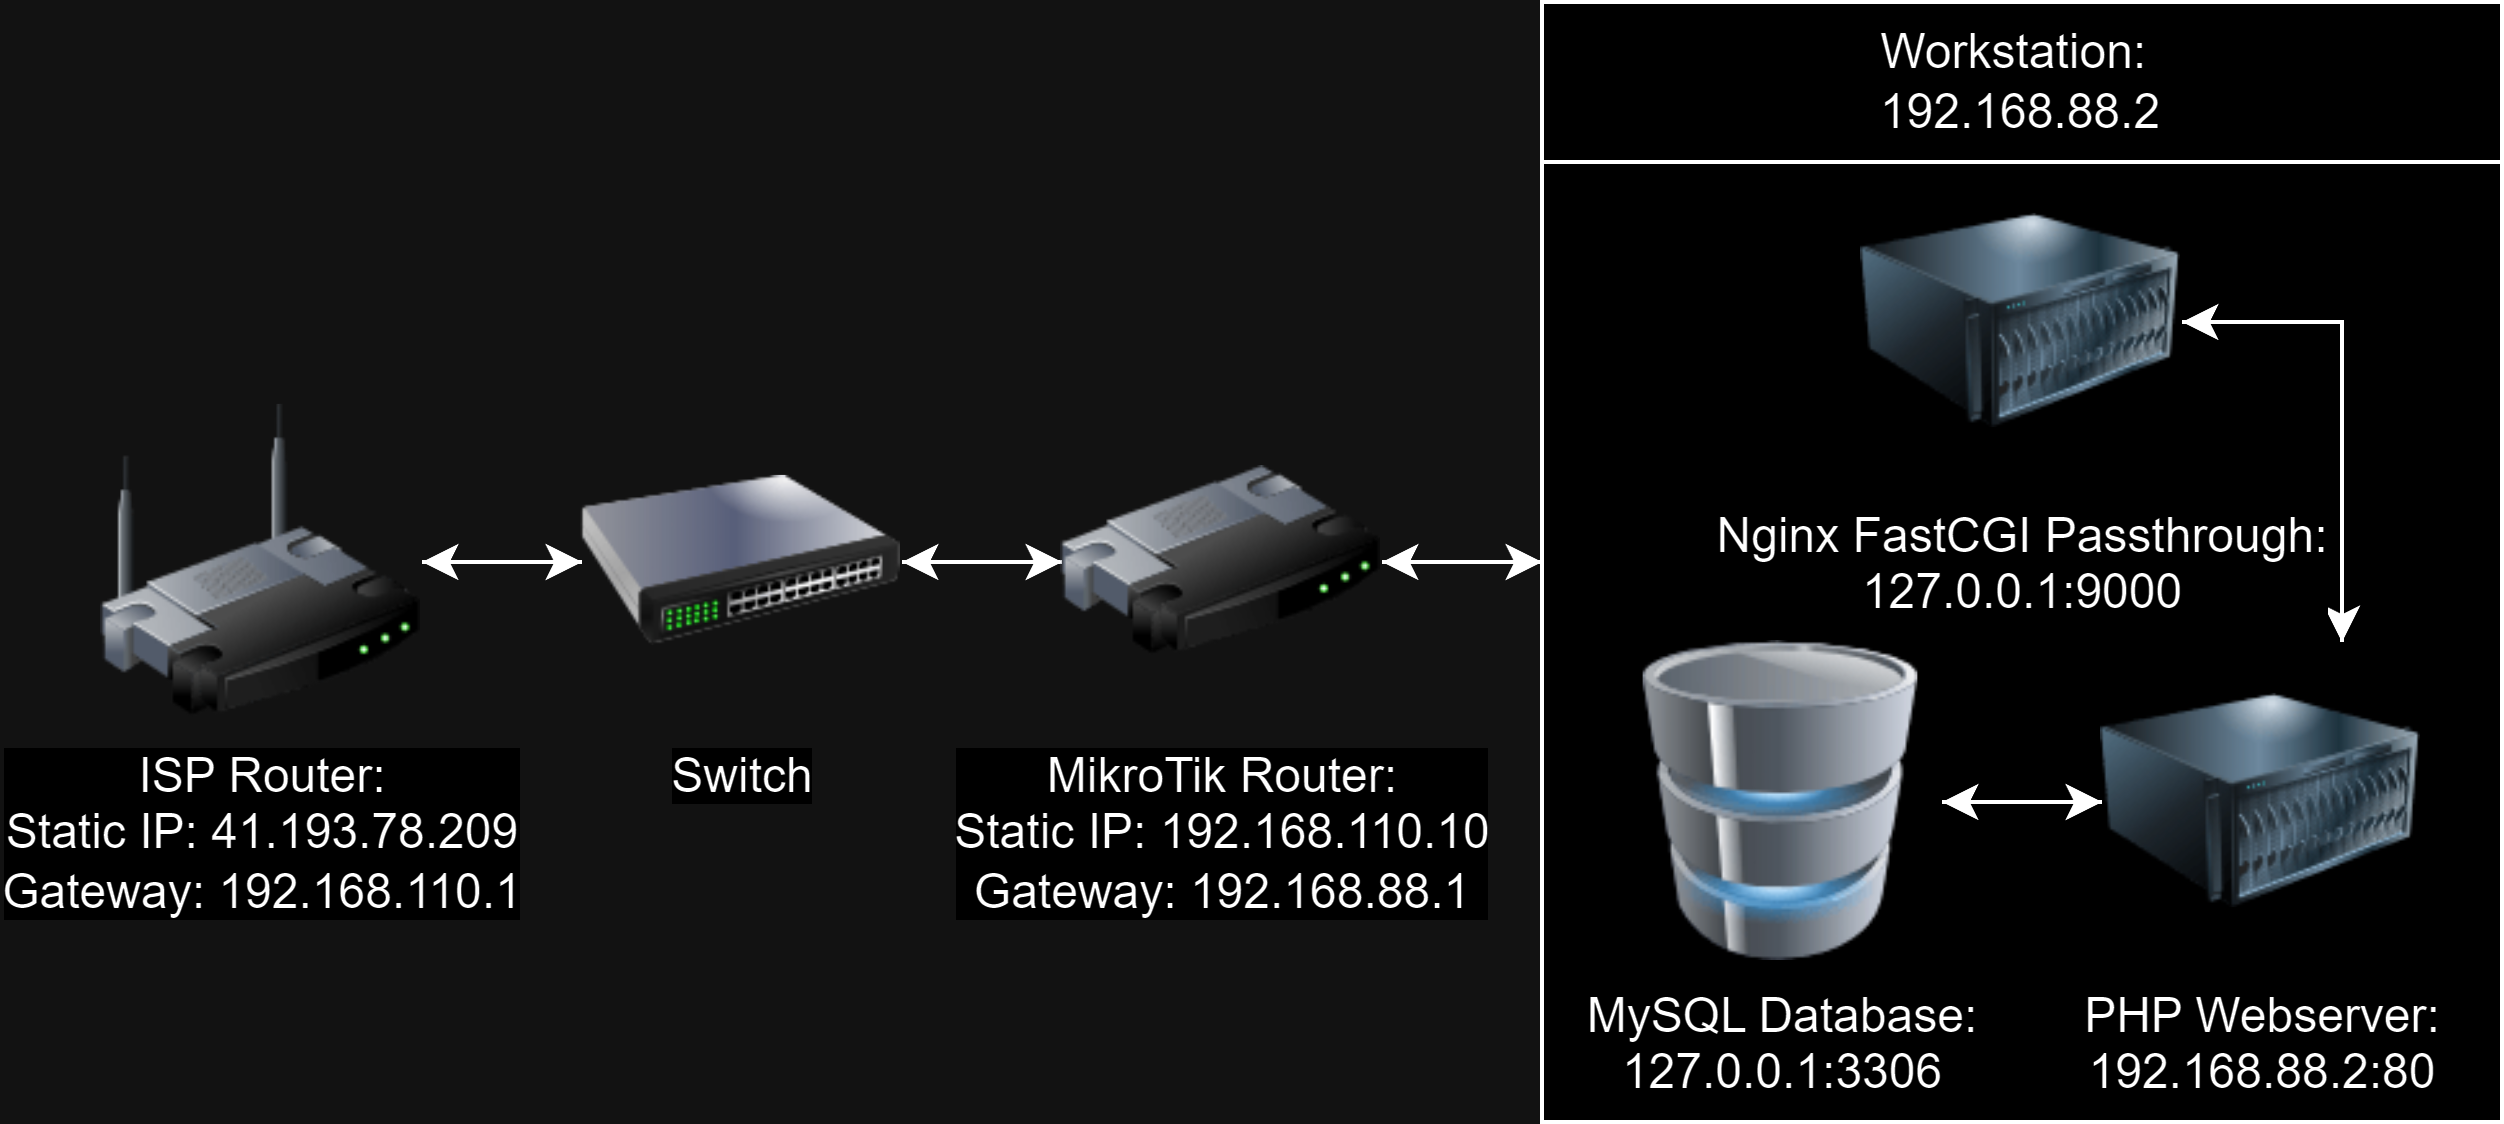 Workstation:
192.168.88.2
Nginx FastCGI Passthrough:
127.0.0.1:9000
ISP Router:
Static IP: 41.193.78.209
Gateway: 192.168.110.1
Switch
MikroTik Router:
Static IP: 192.168.110.10
Gateway: 192.168.88.1
MySQL Database:
127.0.0.1:3306
PHP Webserver:
192.168.88.2:80